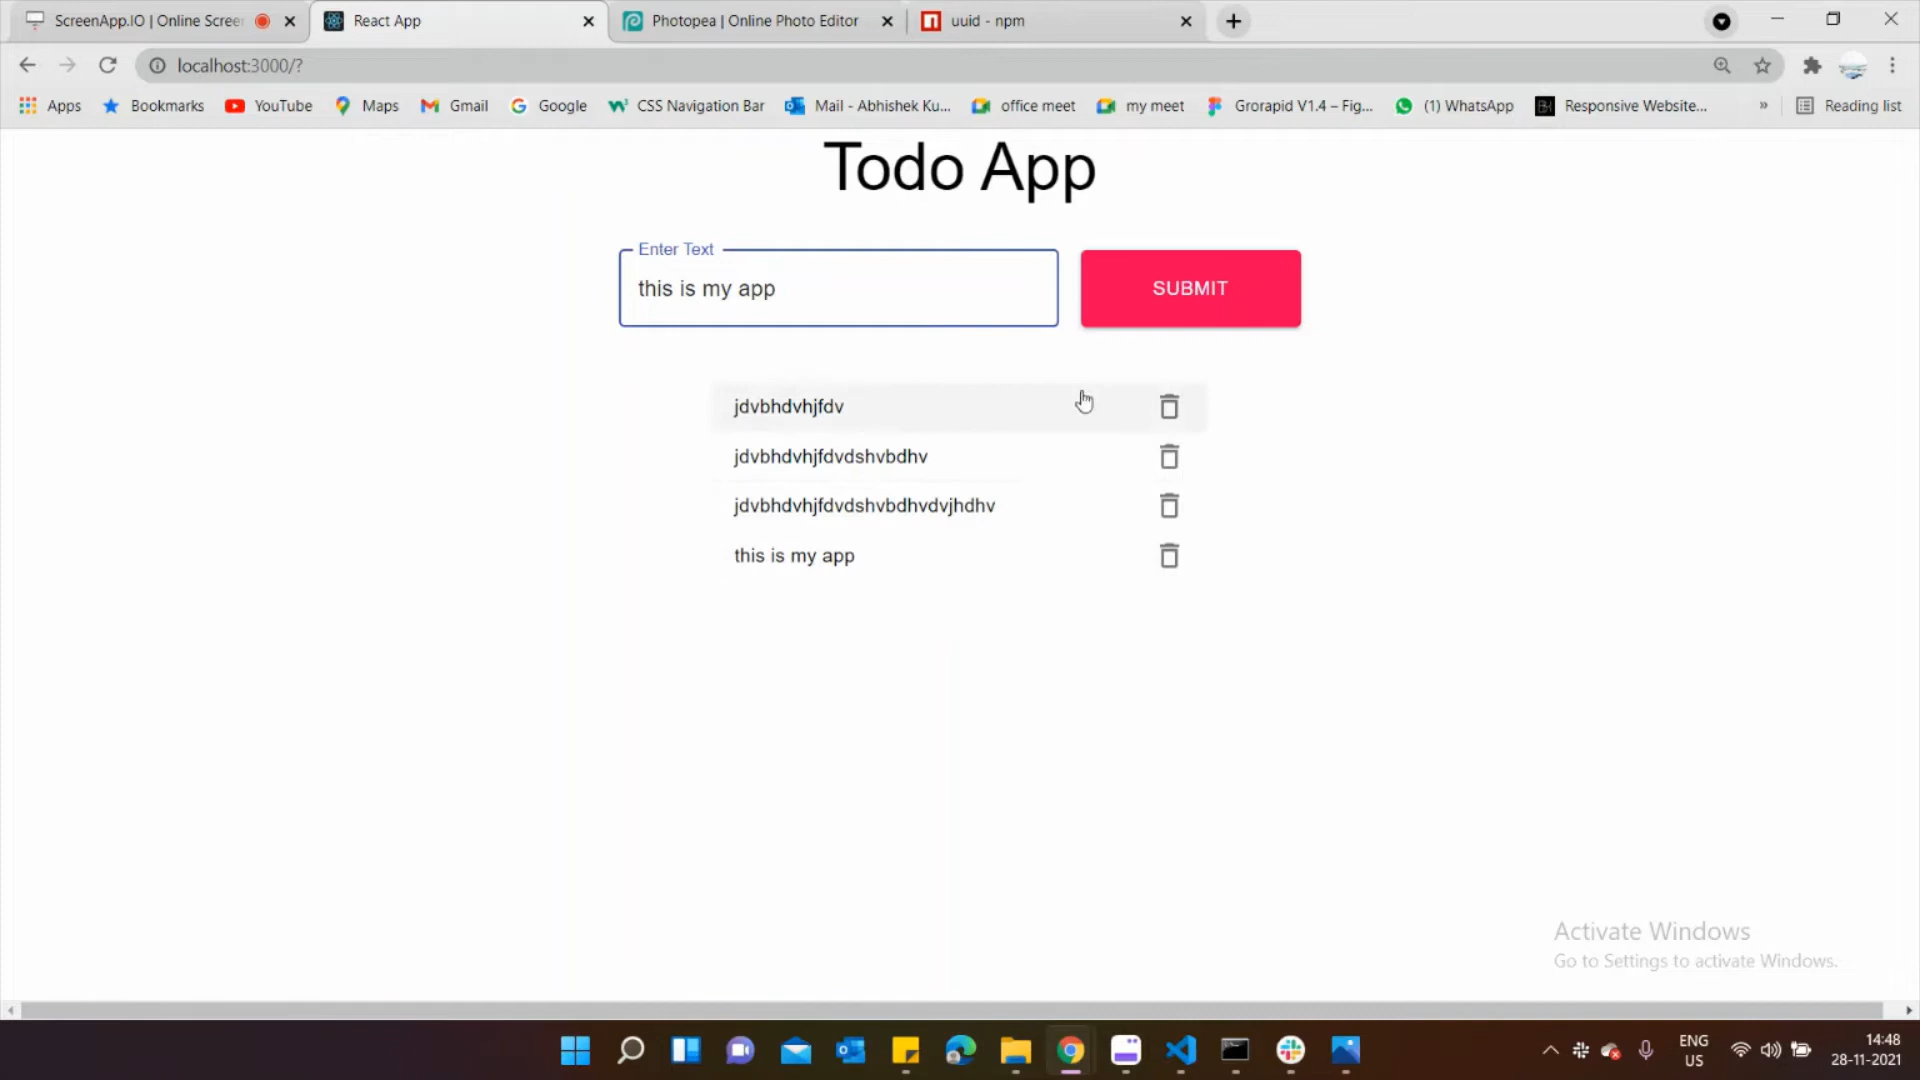 ScreenApp.IO | Online Scree
React App
Photopea | Online Photo Editor
uuid - npm
localhost:3000/?
Apps
Bookmarks
YouTube
Maps
Gmail
Google
CSS Navigation Bar
Mail - Abhishek Ku...
office meet
my meet
Grorapid V1.4 – Fig...
(1) WhatsApp
Responsive Website...
»
Reading list
Todo App
Enter Text
this is my app
SUBMIT
jdvbhdvhjfdv
jdvbhdvhjfdvdshvbdhv
jdvbhdvhjfdvdshvbdhvdvjhdhv
this is my app
Activate Windows
Go to Settings to activate Windows.
ENG
US
14:48
28-11-2021